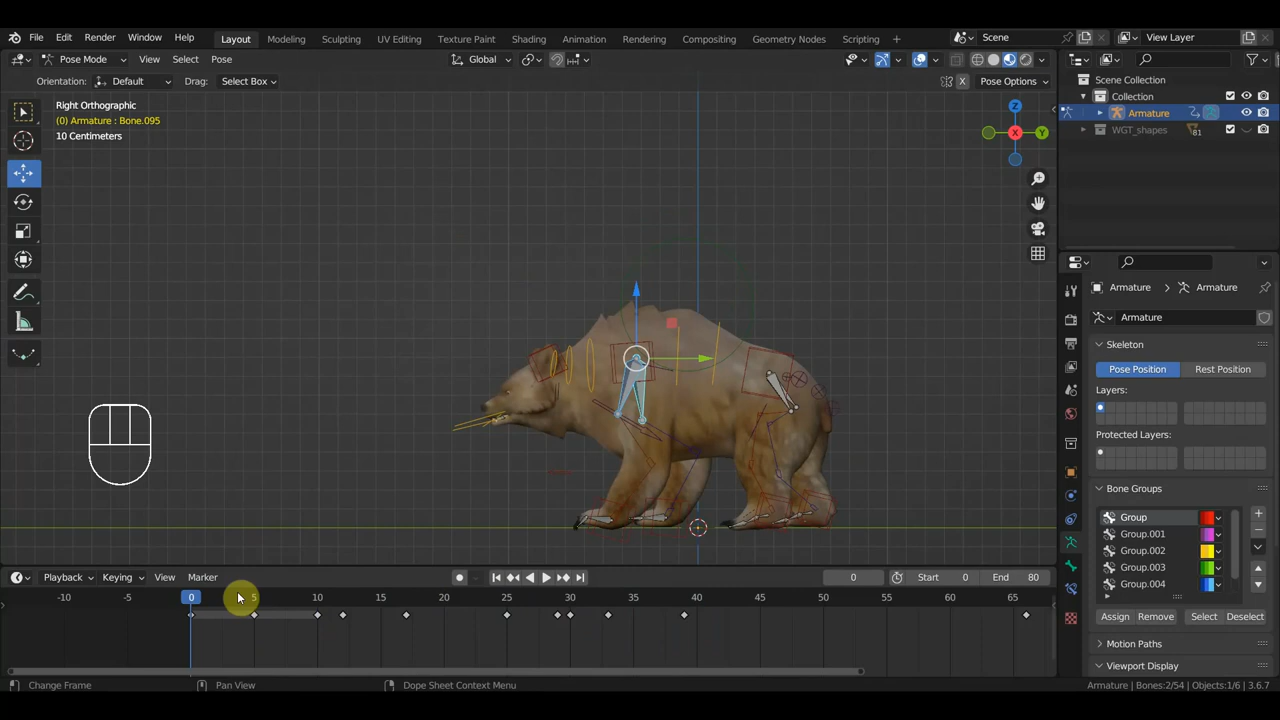 File Edit Render Window Help Layout Modeling Sculpting UV Editing Texture Paint Shading Animation Rendering Compositing Geometry Nodes Scripting + Scene View Layer
Pose Mode View Select Pose Global
Orientation: Default Drag: Select Box X Pose Options
Right Orthographic
(0) Armature : Bone.095
10 Centimeters
Z
Y
X
Scene Collection
Collection
Armature
WGT_shapes 81
Armature > Armature
Armature
Skeleton
Pose Position Rest Position
Layers:
Protected Layers:
Bone Groups
Group
Group.001
Group.002
Group.003
Group.004
Assign Remove Select Deselect
Motion Paths
Viewport Display
Playback Keying View Marker 0 Start 0 End 80
-10 -5 0 5 10 15 20 25 30 35 40 45 50 55 60 65
Change Frame Pan View Dope Sheet Context Menu Armature | Bones:2/54 | Objects:1/6 | 3.6.7